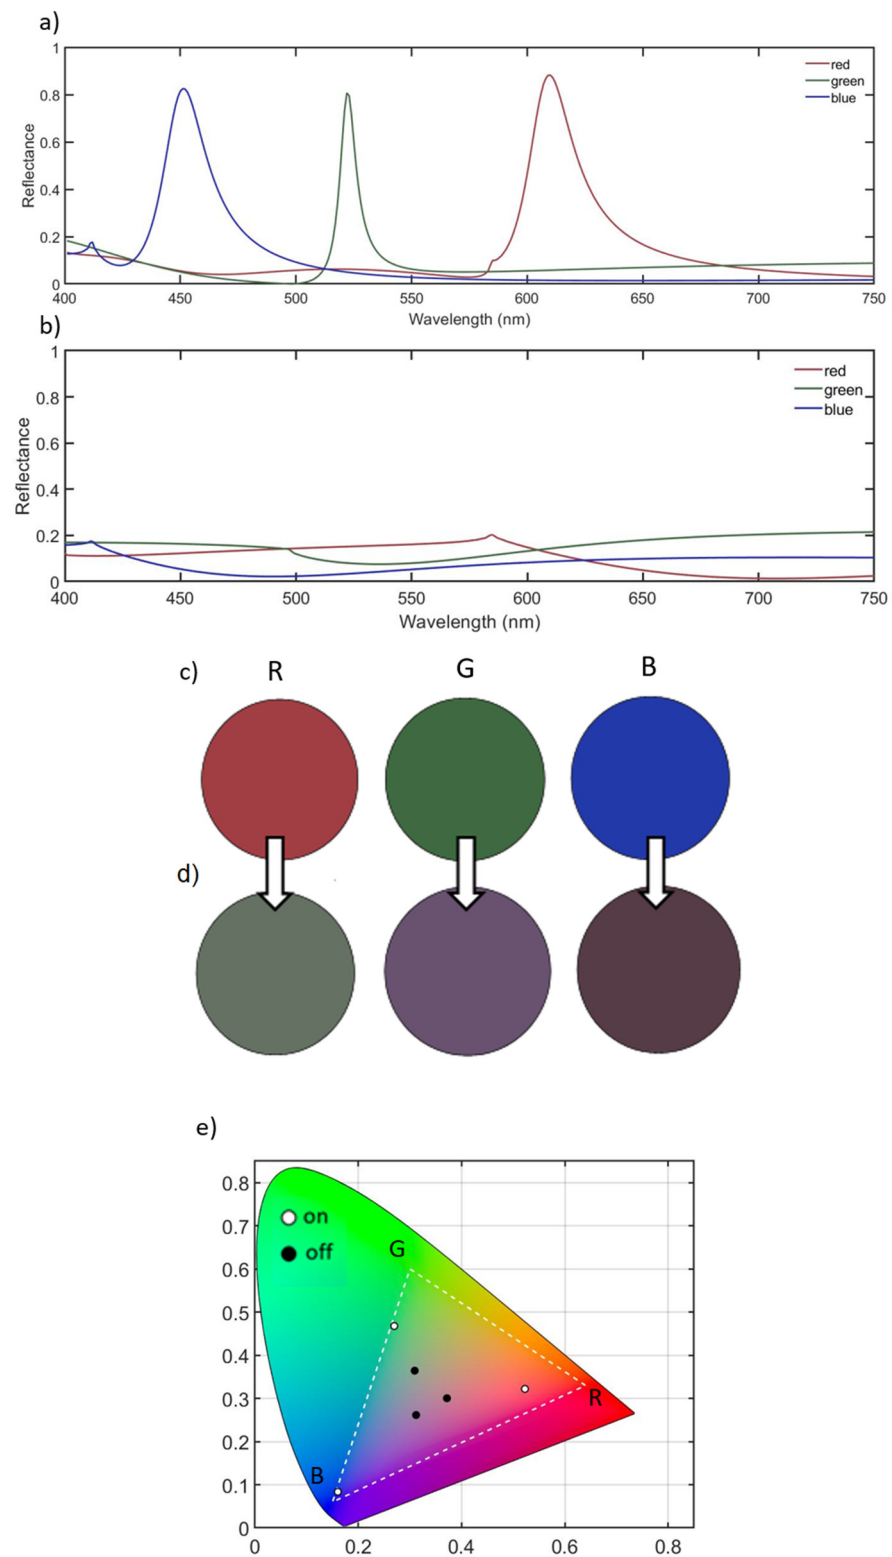 a)
1
0.8
0.6
0.4
0.2
0
Reflectance
red
green
blue
400 450 500 550 600 650 700 750
Wavelength (nm)
b)
1
0.8
0.6
0.4
0.2
0
Reflectance
red
green
blue
400 450 500 550 600 650 700 750
Wavelength (nm)
c) R G B
d)
e)
0.8
0.7
0.6
0.5
0.4
0.3
0.2
0.1
0
on
off
G
R
B
0 0.2 0.4 0.6 0.8